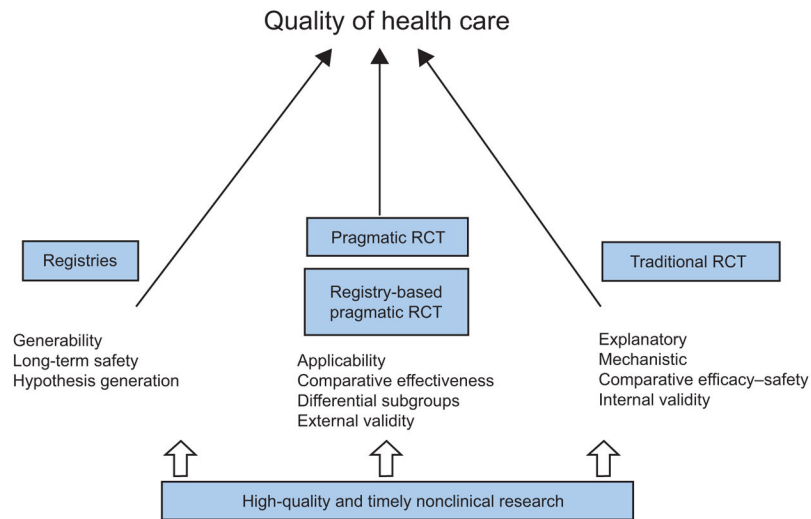 Quality of health care
Registries
Generability
Long-term safety
Hypothesis generation
Pragmatic RCT
Registry-based
pragmatic RCT
Applicability
Comparative effectiveness
Differential subgroups
External validity
Traditional RCT
Explanatory
Mechanistic
Comparative efficacy–safety
Internal validity
High-quality and timely nonclinical research